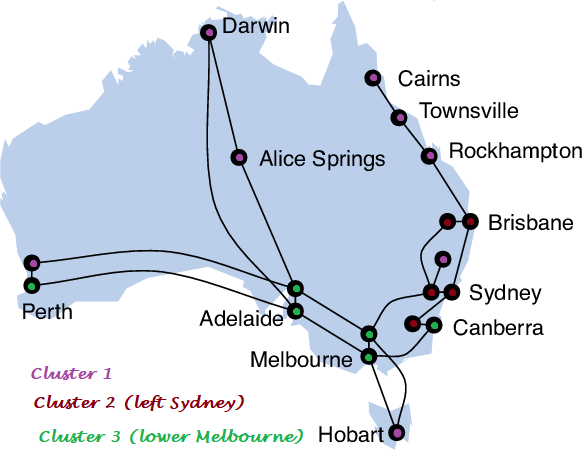 Darwin
Cairns
Townsville
Rockhampton
Alice Springs
Brisbane
Sydney
Perth
Adelaide
Canberra
Melbourne
Cluster 1
Cluster 2 (left Sydney)
Cluster 3 (lower Melbourne)
Hobart